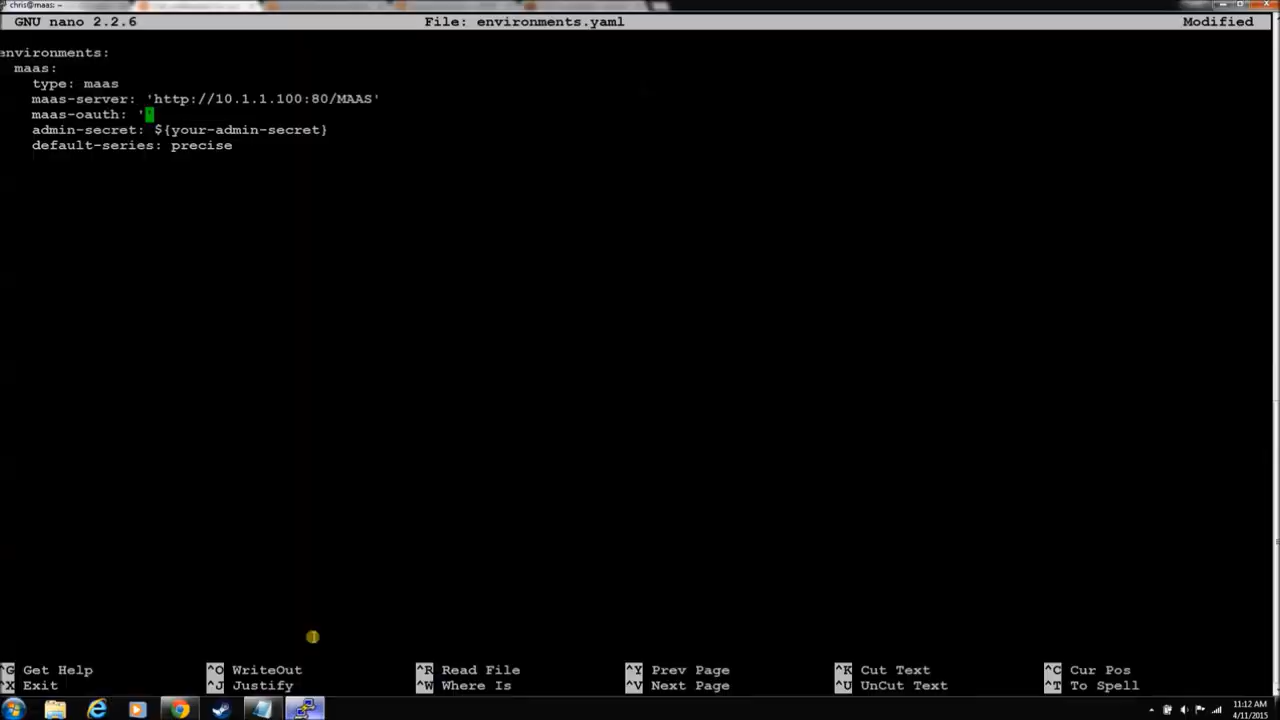 chris@maas: ~
GNU nano 2.2.6 File: environments.yaml Modified
environments:
maas:
type: maas
maas-server: 'http://10.1.1.100:80/MAAS'
maas-oauth: ''
admin-secret: ${your-admin-secret}
default-series: precise
^G Get Help ^O WriteOut ^R Read File ^Y Prev Page ^K Cut Text ^C Cur Pos
^X Exit ^J Justify ^W Where Is ^V Next Page ^U UnCut Text ^T To Spell
11:12 AM
4/11/2015